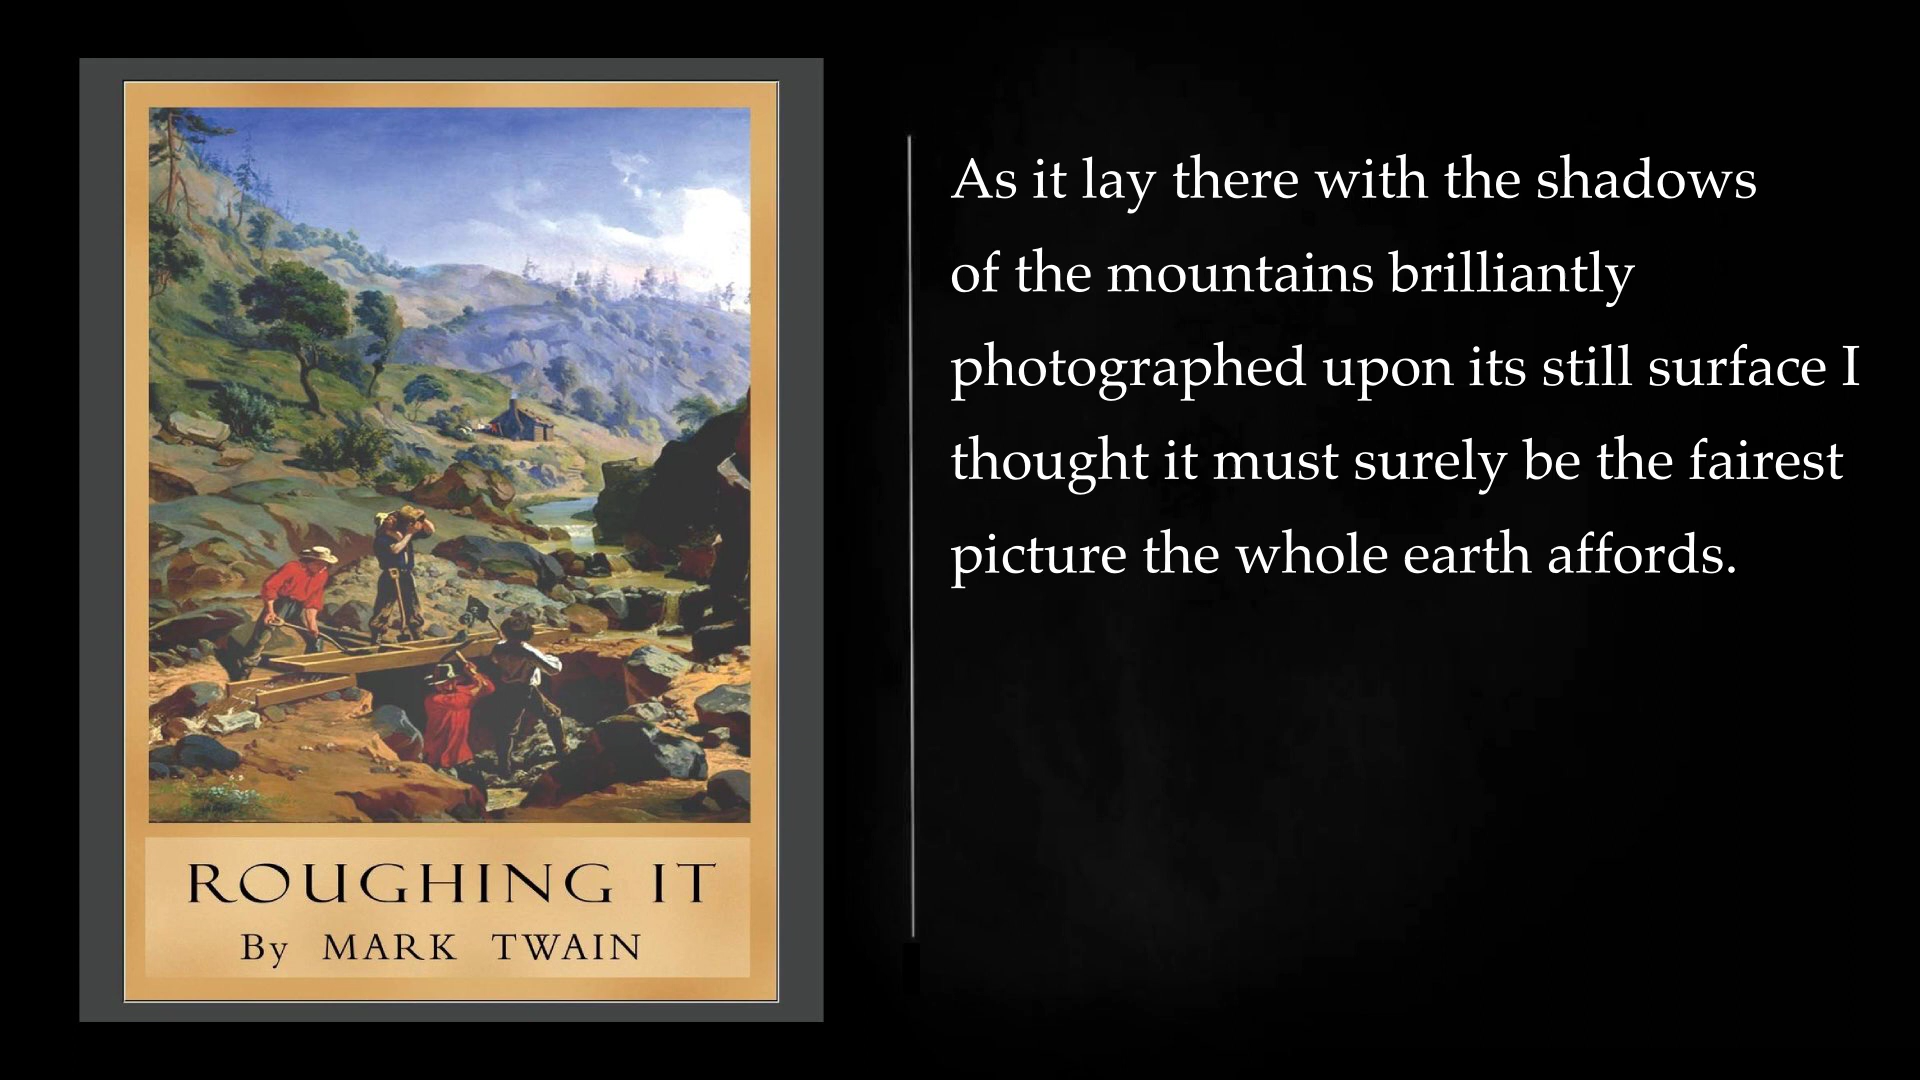 ROUGHING IT
By MARK TWAIN
As it lay there with the shadows
of the mountains brilliantly
photographed upon its still surface I
thought it must surely be the fairest
picture the whole earth affords.